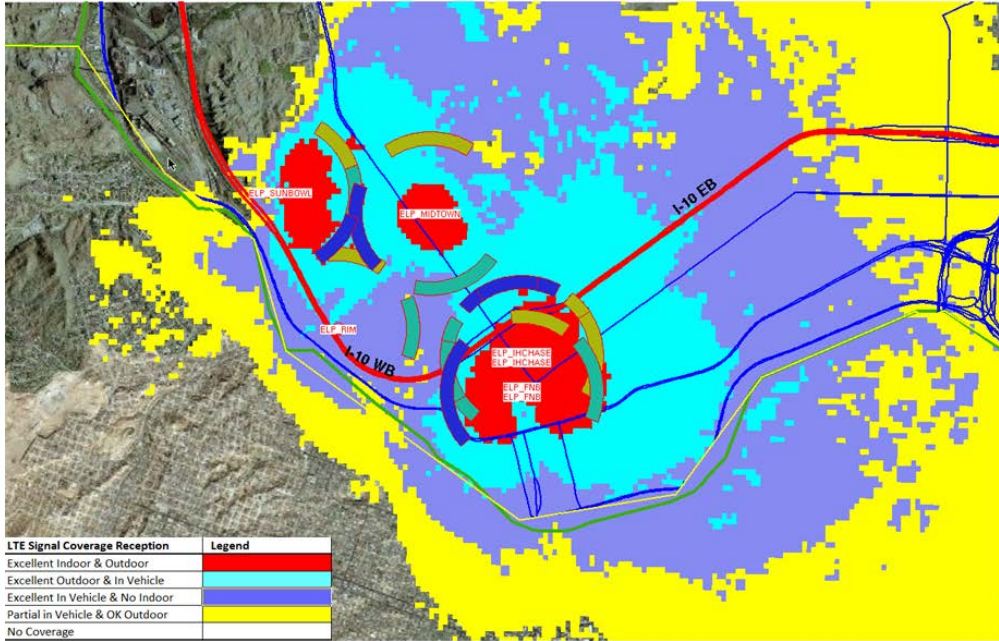 ELP_SUNBOWL
ELP_MIDTOWN
I-10 EB
ELP_RIM
I-10 WB
ELP_IHCHASE
ELP_IHCHASE
ELP_FNB
ELP_FNB
LTE Signal Coverage Reception Legend
Excellent Indoor & Outdoor
Excellent Outdoor & In Vehicle
Excellent In Vehicle & No Indoor
Partial in Vehicle & OK Outdoor
No Coverage